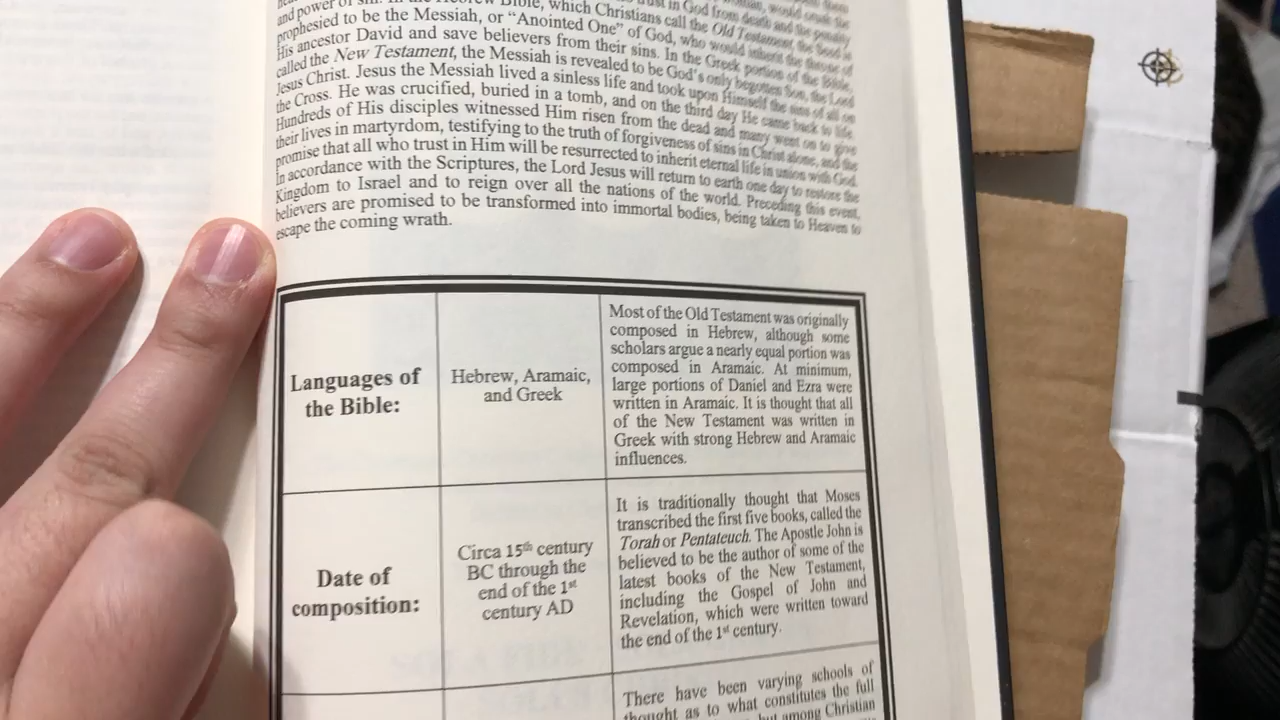 and power of sin. In the Hebrew Bible, which Christians call the Old Testament, the Seed is
prophesied to be the Messiah, or “Anointed One” of God, who would inherit the throne of
His ancestor David and save believers from their sins. In the Greek portion of the Bible,
called the New Testament, the Messiah is revealed to be God’s only begotten Son, the Lord
Jesus Christ. Jesus the Messiah lived a sinless life and took upon Himself the sins of all on
the Cross. He was crucified, buried in a tomb, and on the third day He came back to life.
Hundreds of His disciples witnessed Him risen from the dead and many went on to give
their lives in martyrdom, testifying to the truth of forgiveness of sins in Christ alone, and the
promise that all who trust in Him will be resurrected to inherit eternal life in union with God.
In accordance with the Scriptures, the Lord Jesus will return to earth one day to restore the
Kingdom to Israel and to reign over all the nations of the world. Preceding this event,
believers are promised to be transformed into immortal bodies, being taken to Heaven to
escape the coming wrath.
Languages of
the Bible:
Hebrew, Aramaic,
and Greek
Most of the Old Testament was originally
composed in Hebrew, although some
scholars argue a nearly equal portion was
composed in Aramaic. At minimum,
large portions of Daniel and Ezra were
written in Aramaic. It is thought that all
of the New Testament was written in
Greek with strong Hebrew and Aramaic
influences.
Date of
composition:
Circa 15th century
BC through the
end of the 1st
century AD
It is traditionally thought that Moses
transcribed the first five books, called the
Torah or Pentateuch. The Apostle John is
believed to be the author of some of the
latest books of the New Testament,
including the Gospel of John and
Revelation, which were written toward
the end of the 1st century.
There have been varying schools of
thought as to what constitutes the full
but among Christian